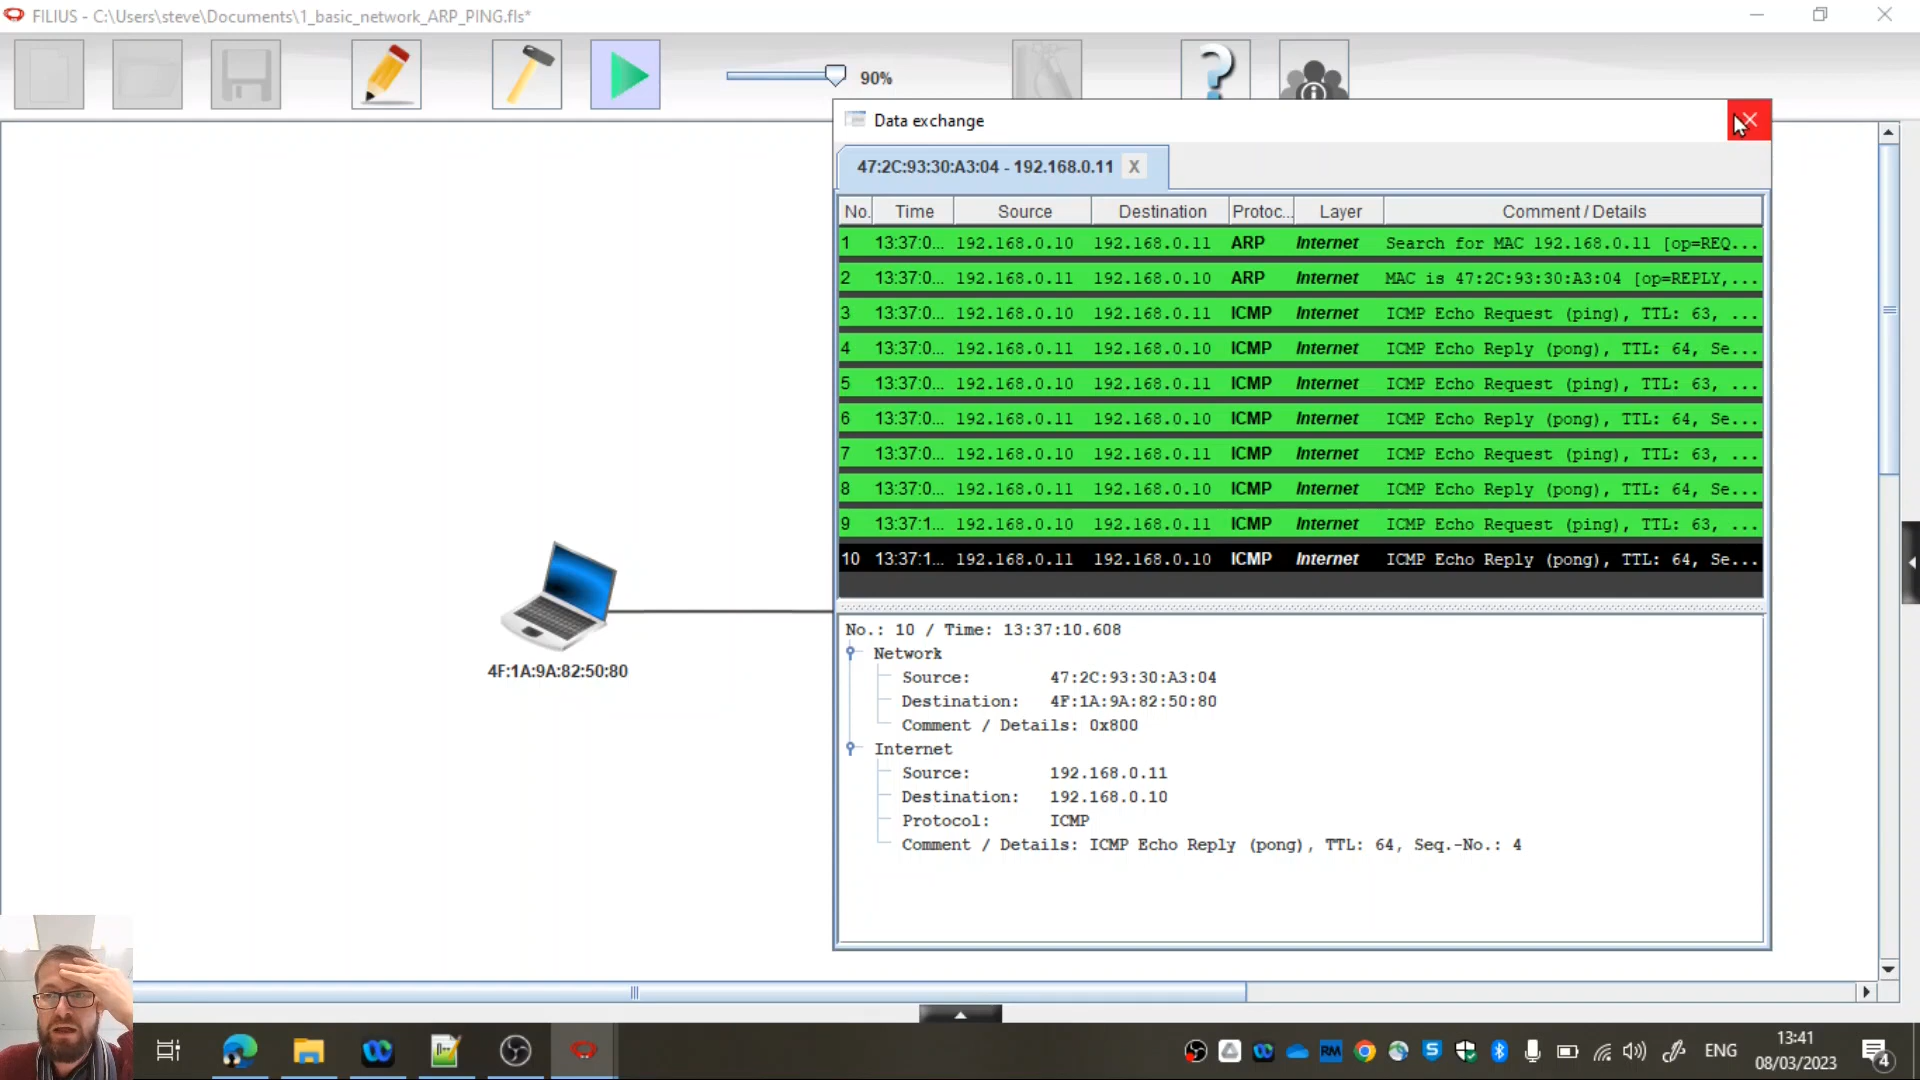 FILIUS - C:\Users\steve\Documents\1_basic_network_ARP_PING.fls*
90%
Data exchange
47:2C:93:30:A3:04 - 192.168.0.11 X
No. Time Source Destination Protoc... Layer Comment / Details
1 13:37:0... 192.168.0.10 192.168.0.11 ARP Internet Search for MAC 192.168.0.11 [op=REQ...
2 13:37:0... 192.168.0.11 192.168.0.10 ARP Internet MAC is 47:2C:93:30:A3:04 [op=REPLY,...
3 13:37:0... 192.168.0.10 192.168.0.11 ICMP Internet ICMP Echo Request (ping), TTL: 63, ...
4 13:37:0... 192.168.0.11 192.168.0.10 ICMP Internet ICMP Echo Reply (pong), TTL: 64, Se...
5 13:37:0... 192.168.0.10 192.168.0.11 ICMP Internet ICMP Echo Request (ping), TTL: 63, ...
6 13:37:0... 192.168.0.11 192.168.0.10 ICMP Internet ICMP Echo Reply (pong), TTL: 64, Se...
7 13:37:0... 192.168.0.10 192.168.0.11 ICMP Internet ICMP Echo Request (ping), TTL: 63, ...
8 13:37:0... 192.168.0.11 192.168.0.10 ICMP Internet ICMP Echo Reply (pong), TTL: 64, Se...
9 13:37:1... 192.168.0.10 192.168.0.11 ICMP Internet ICMP Echo Request (ping), TTL: 63, ...
10 13:37:1... 192.168.0.11 192.168.0.10 ICMP Internet ICMP Echo Reply (pong), TTL: 64, Se...
No.: 10 / Time: 13:37:10.608
Network
Source: 47:2C:93:30:A3:04
Destination: 4F:1A:9A:82:50:80
Comment / Details: 0x800
Internet
Source: 192.168.0.11
Destination: 192.168.0.10
Protocol: ICMP
Comment / Details: ICMP Echo Reply (pong), TTL: 64, Seq.-No.: 4
4F:1A:9A:82:50:80
RM
S
ENG
13:41
08/03/2023
4